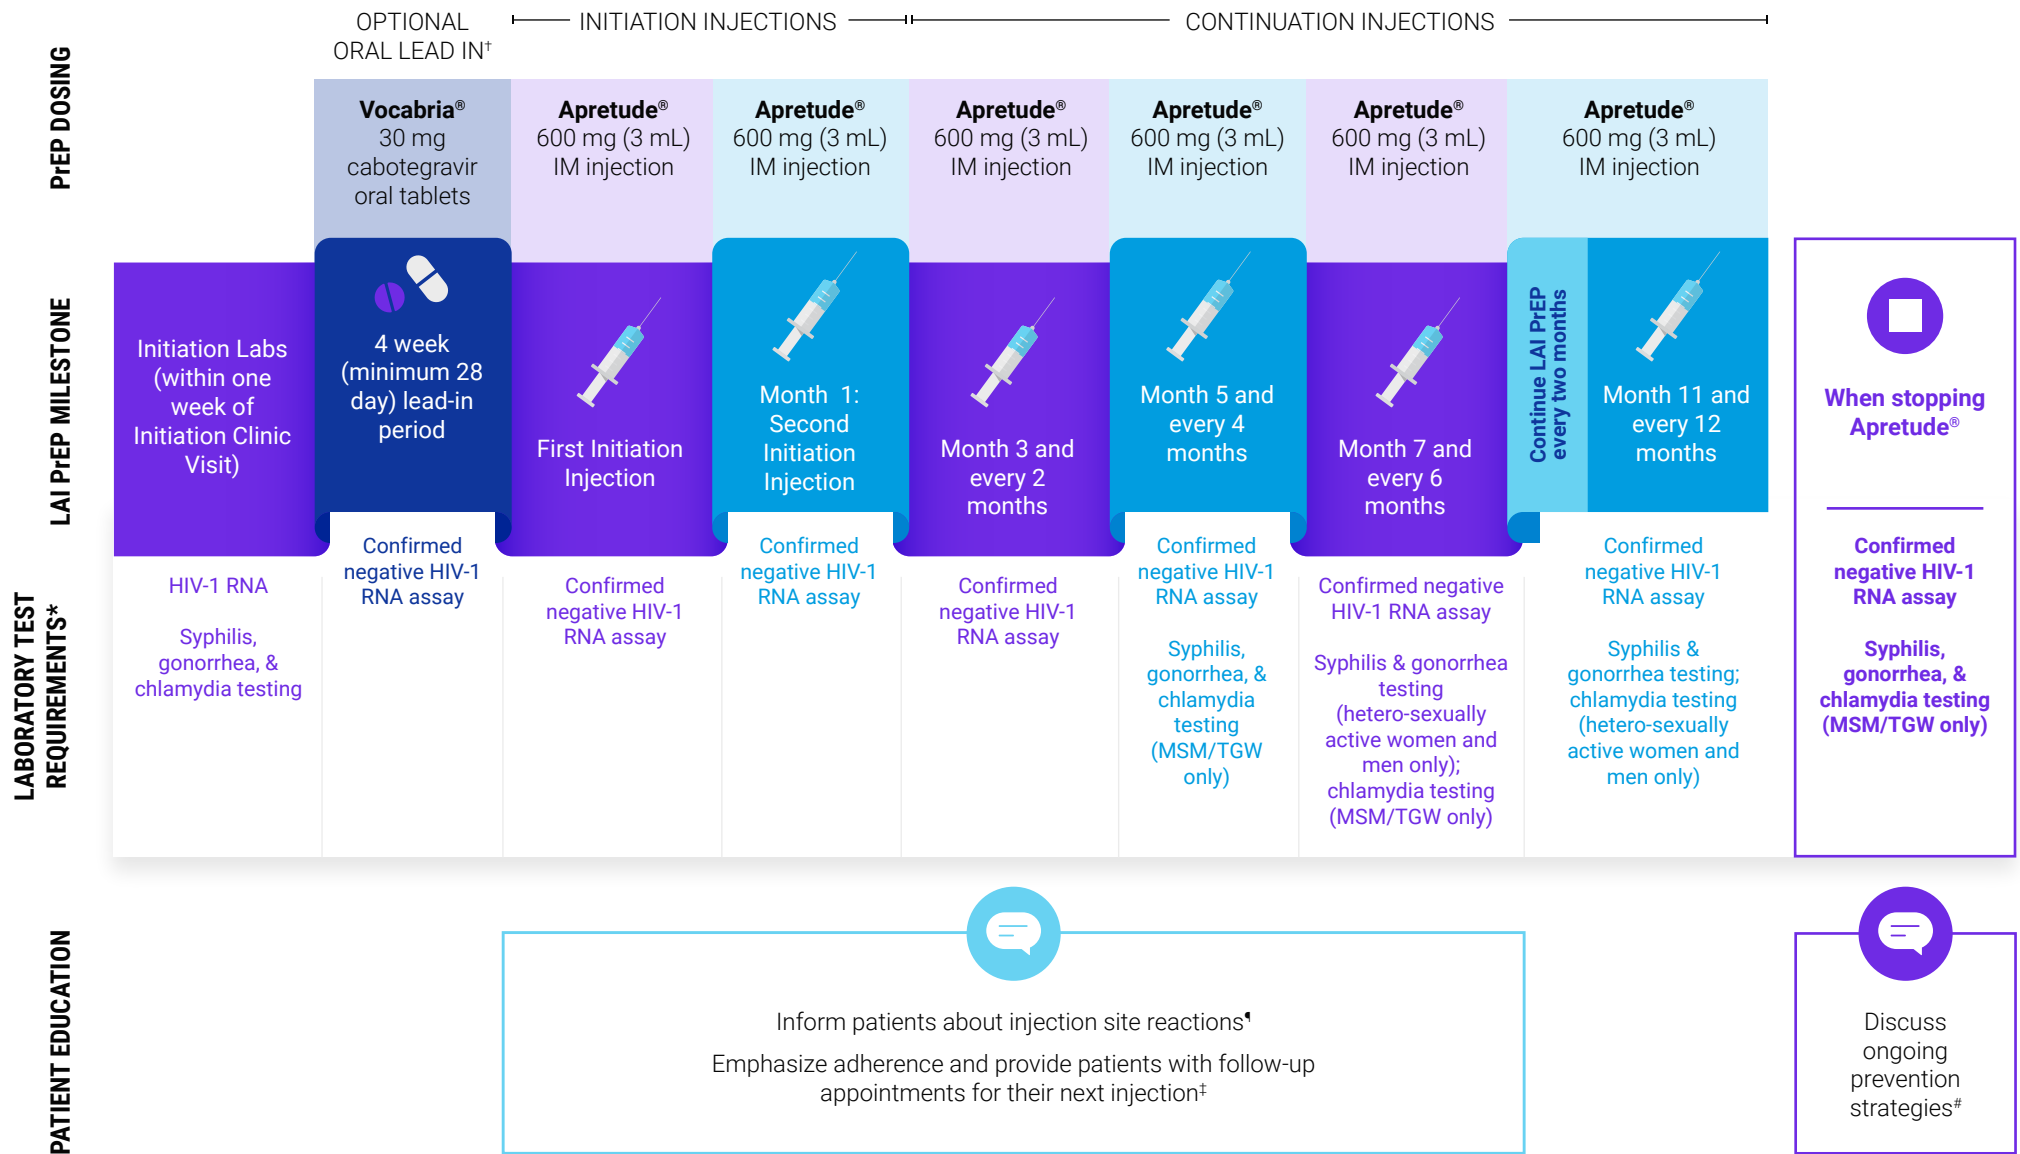 OPTIONAL
ORAL LEAD IN†
INITIATION INJECTIONS
CONTINUATION INJECTIONS
PrEP DOSING
Vocabria®
30 mg
cabotegravir
oral tablets
Apretude®
600 mg (3 mL)
IM injection
Apretude®
600 mg (3 mL)
IM injection
Apretude®
600 mg (3 mL)
IM injection
Apretude®
600 mg (3 mL)
IM injection
Apretude®
600 mg (3 mL)
IM injection
Apretude®
600 mg (3 mL)
IM injection
LAI PrEP MILESTONE
Initiation Labs
(within one
week of
Initiation Clinic
Visit)
4 week
(minimum 28
day) lead-in
period
First Initiation
Injection
Month 1:
Second
Initiation
Injection
Month 3 and
every 2
months
Month 5 and
every 4
months
Month 7 and
every 6
months
Continue LAI PrEP
every two months
Month 11 and
every 12
months
When stopping
Apretude®
LABORATORY TEST
REQUIREMENTS*
HIV-1 RNA
Syphilis,
gonorrhea, &
chlamydia testing
Confirmed
negative HIV-1
RNA assay
Confirmed
negative HIV-1
RNA assay
Confirmed
negative HIV-1
RNA assay
Confirmed
negative HIV-1
RNA assay
Confirmed
negative HIV-1
RNA assay
Syphilis,
gonorrhea, &
chlamydia
testing
(MSM/TGW
only)
Confirmed negative
HIV-1 RNA assay
Syphilis & gonorrhea
testing
(hetero-sexually
active women and
men only);
chlamydia testing
(MSM/TGW only)
Confirmed
negative HIV-1
RNA assay
Syphilis &
gonorrhea testing;
chlamydia testing
(hetero-sexually
active women and
men only)
Confirmed
negative HIV-1
RNA assay
Syphilis,
gonorrhea, &
chlamydia testing
(MSM/TGW only)
PATIENT EDUCATION
Inform patients about injection site reactions¶
Emphasize adherence and provide patients with follow-up
appointments for their next injection‡
Discuss
ongoing
prevention
strategies#